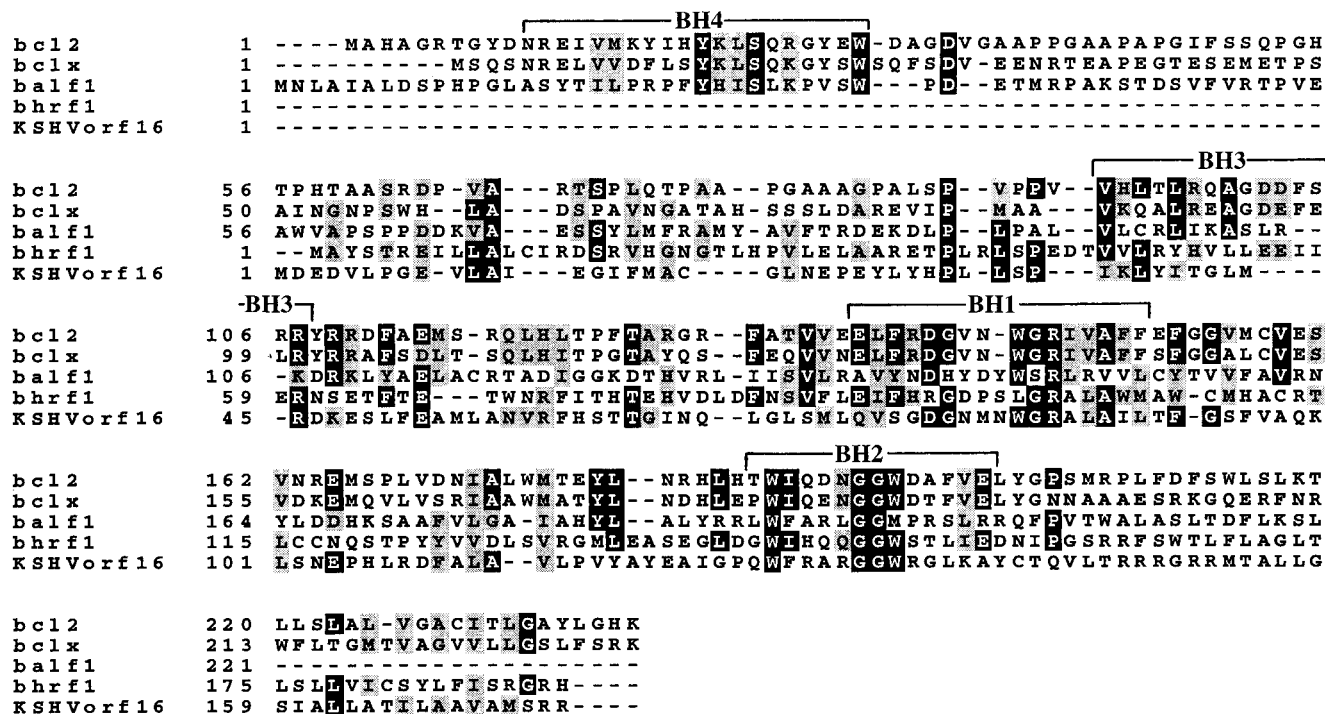 BH4
bcl2 1 ----MAHAGRTGYDNREIVMKYIHYKLSQRGYEW-DAGDVGAAPPGAAPAPGIFSSQPGH
bclx 1 ---------MSQSNRELVVDFLSYKLSQKGYSWSQFSDV-EENRTEAPEGTESEMETPS
balf1 1 MNLAIALDSPHPGLASYTILPRPFYHISLKPVSW---PD--ETMRPAKSTDSVFVRTPVE
bhrf1 1 ------------------------------------------------------------
KSHVorf16 1 ------------------------------------------------------------
BH3
bcl2 56 TPHTAASRDP-VA---RTSPLQTPAA--PGAAAGPALSP--VPPV--VHLTLRQAGDDFS
bclx 50 AINGNPSWH--LA---DSPAVNGATAH-SSSLDAREVIP--MAA---VKQALREAGDEFE
balf1 56 AWVAPSPPDDKVA---ESSYLMFRAMY-AVFTRDEKDLP--LPAL--VLCRLIKASLR--
bhrf1 1 --MAYSTREILLALCIRDSRVHGNGTLHPVLELAARETPLRLSPEDTVVLRYHVLLEEII
KSHVorf16 1 MDEDVLPGE-VLAI---EGIFMAC----GLNEPEYLYHPL-LSP---IKLYITGLM----
-BH3 BH1
bcl2 106 RRYRRDFAEMS-RQLHLTPFTARGR--FATVVEELFRDGVN-WGRIVAFFEFGGVMCVES
bclx 99 LRYRRAFSDLT-SQLHITPGTAYQS--FEQVVNELFRDGVN-WGRIVAFFSFGGALCVES
balf1 106 -KDRKLYAELACRTADIGGKDTHVRL-IISVLRAVYNDHYDYWSRLRVVLCYTVVFAVRN
bhrf1 59 ERNSETFTE---TWNRFITHTEHVDLDFNSVFLEIFHRGDPSLGRALAWMAW-CMHACRT
KSHVorf16 45 -RDKESLFEAMLANVRFHSTTGINQ--LGLSMLQVSGDGNMNWGRALAILTF-GSFVAQK
BH2
bcl2 162 VNREMSPLVDNIALWMTEYL--NRHLHTWIQDNGGWDAFVELYGPSMRPLFDFSWLSLKT
bclx 155 VDKEMQVLVSRIAAWMATYL--NDHLEPWIQENGGWDTFVELYGNNAAAESRKGQERFNR
balf1 164 YLDDHKSAAFVLGA-IAHYL--ALYRRLWFARLGGMPRSLRRQFPVTWALASLTDFLKSL
bhrf1 115 LCCNQSTPYYVVDLSVRGMLEASEGLDGWIHQQGGWSTLIEDNIPGSRRFSWTLFLAGLT
KSHVorf16 101 LSNEPHLRDFALA--VLPVYAYEAIGPQWFRARGGWRGLKAYCTQVLTRRRGRRMTALLG
bcl2 220 LLSLAL-VGACITLGAYLGHK
bclx 213 WFLTGMTVAGVVLLGSLFSRK
balf1 221 ---------------------
bhrf1 175 LSLLVICSYLFISRGRH----
KSHVorf16 159 SIALLATILAAVAMSRR----